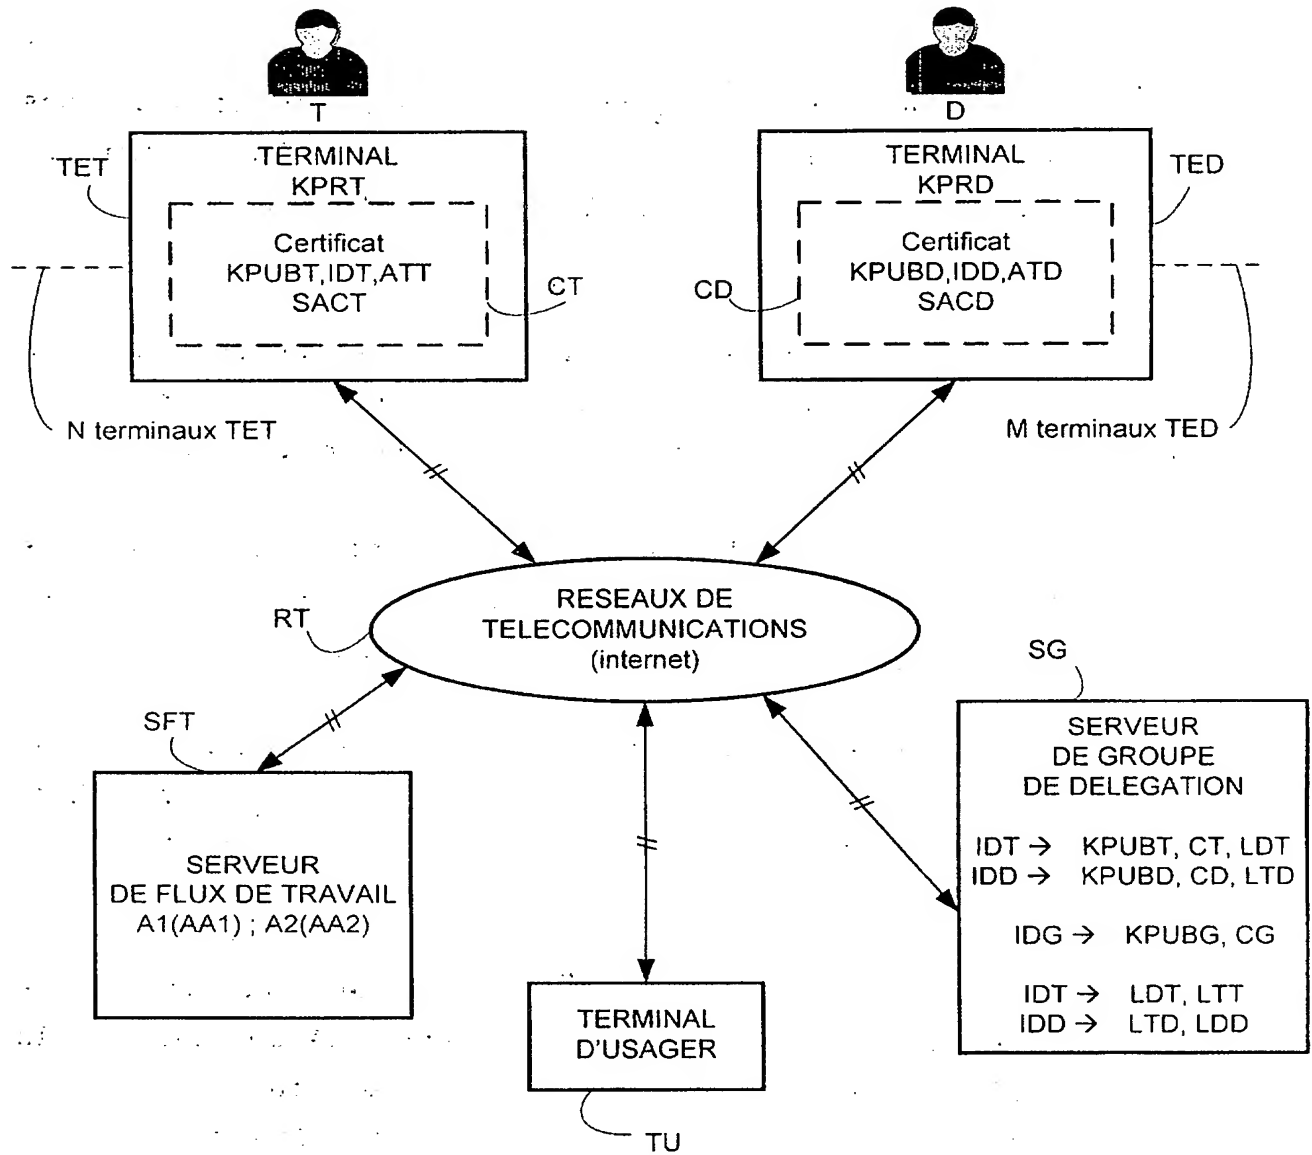 T
D
TET
TERMINAL
KPRT
Certificat
KPUBT,IDT,ATT
SACT
CT
N terminaux TET
TERMINAL
KPRD
TED
Certificat
KPUBD,IDD,ATD
SACD
CD
M terminaux TED
RT
RESEAUX DE
TELECOMMUNICATIONS
(internet)
SFT
SERVEUR
DE FLUX DE TRAVAIL
A1(AA1) ; A2(AA2)
TERMINAL
D'USAGER
TU
SG
SERVEUR
DE GROUPE
DE DELEGATION
IDT → KPUBT, CT, LDT
IDD → KPUBD, CD, LTD
IDG → KPUBG, CG
IDT → LDT, LTT
IDD → LTD, LDD